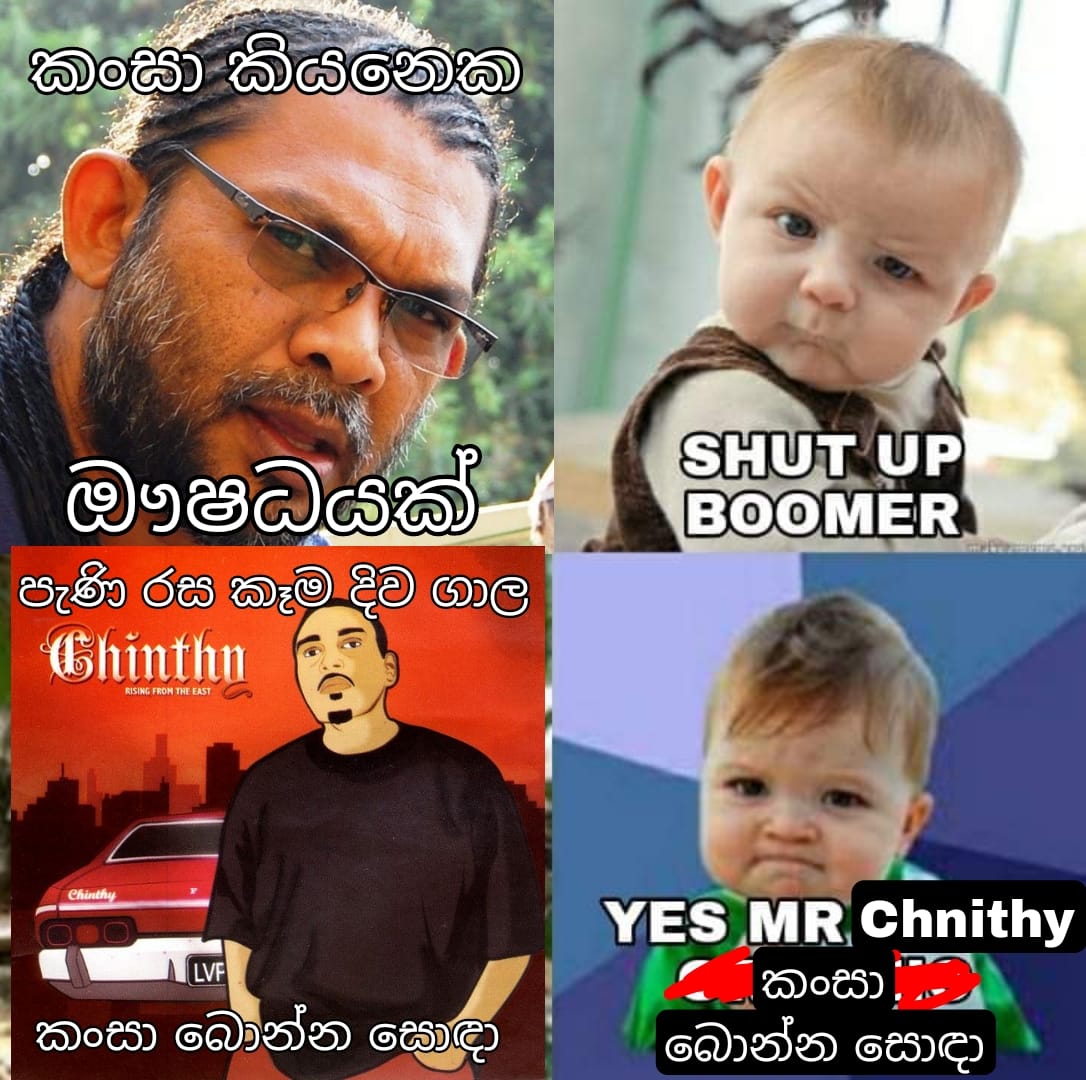 කංසා කියනෙක
ඖෂධයක්
SHUT UP
BOOMER
පැණි රස කෑම දිව ගාල
Chinthy
RISING FROM THE EAST
Chinthy
LVF
කංසා බොන්න සොඳා
YES MR Chnithy
කංසා
බොන්න සොඳා